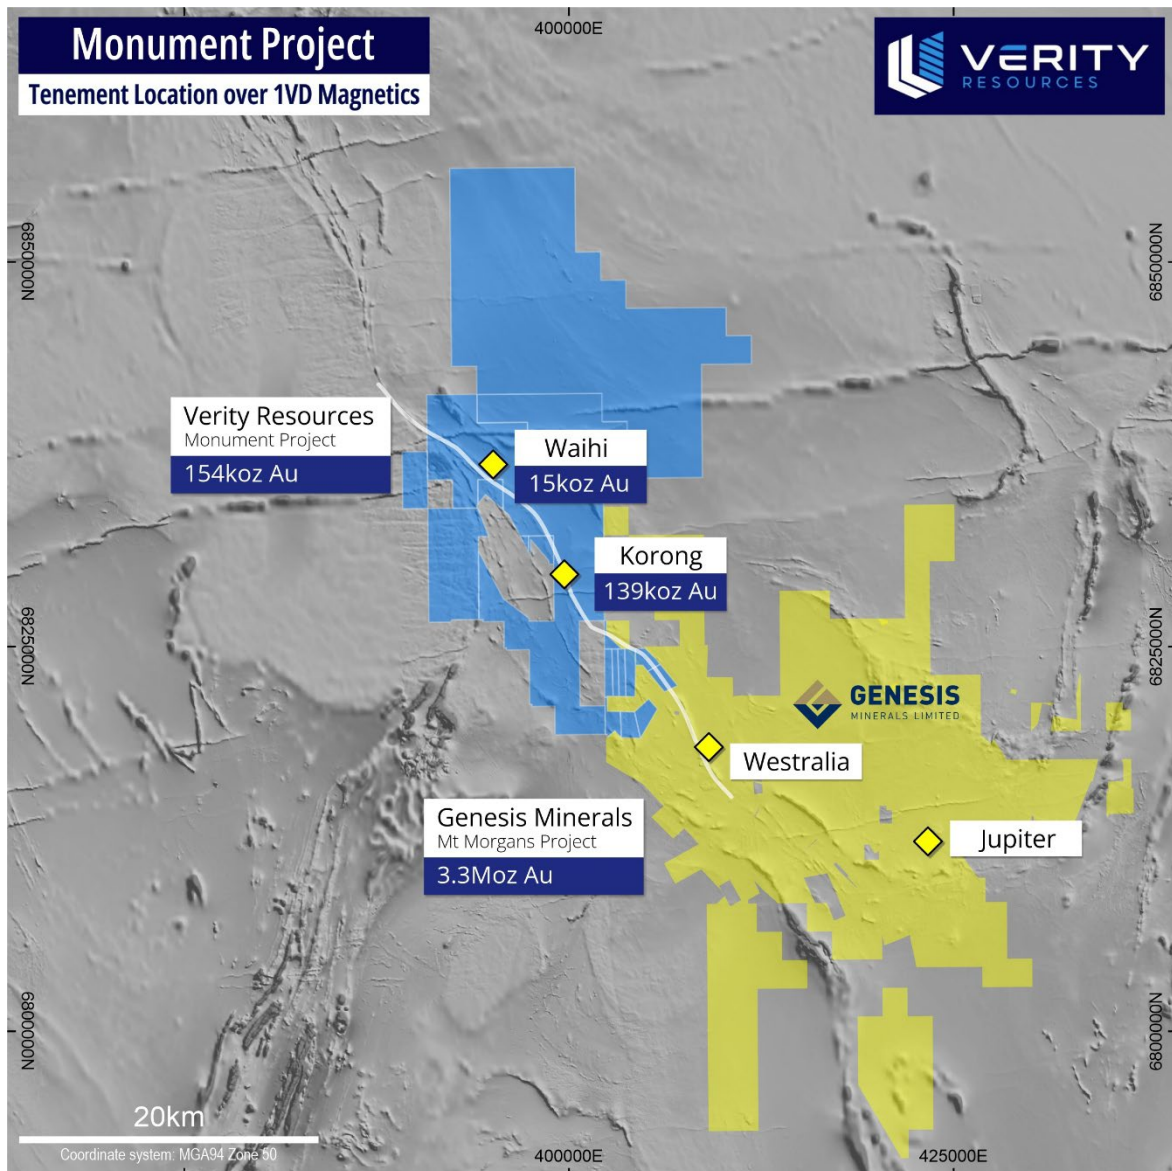 Monument Project
Tenement Location over 1VD Magnetics
400000E
VERITY
RESOURCES
6850000N
6850000N
Verity Resources
Monument Project
154koz Au
Waihi
15koz Au
Korong
139koz Au
6825000N
6825000N
GENESIS
MINERALS LIMITED
Westralia
Genesis Minerals
Mt Morgans Project
3.3Moz Au
Jupiter
6800000N
6800000N
20km
Coordinate system: MGA94 Zone 50
400000E
425000E